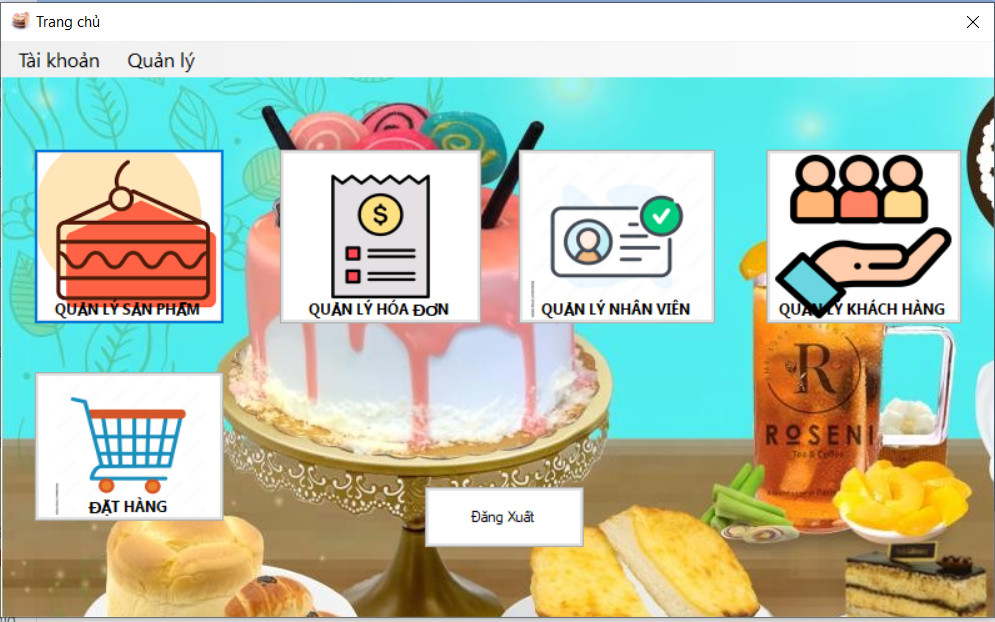 Trang chủ
Tài khoản Quản lý
QUẢN LÝ SẢN PHẨM
QUẢN LÝ HÓA ĐƠN
QUẢN LÝ NHÂN VIÊN
QUẢN LÝ KHÁCH HÀNG
$
R
ROSENI
Tea & Coffee
ĐẶT HÀNG
Đăng Xuất